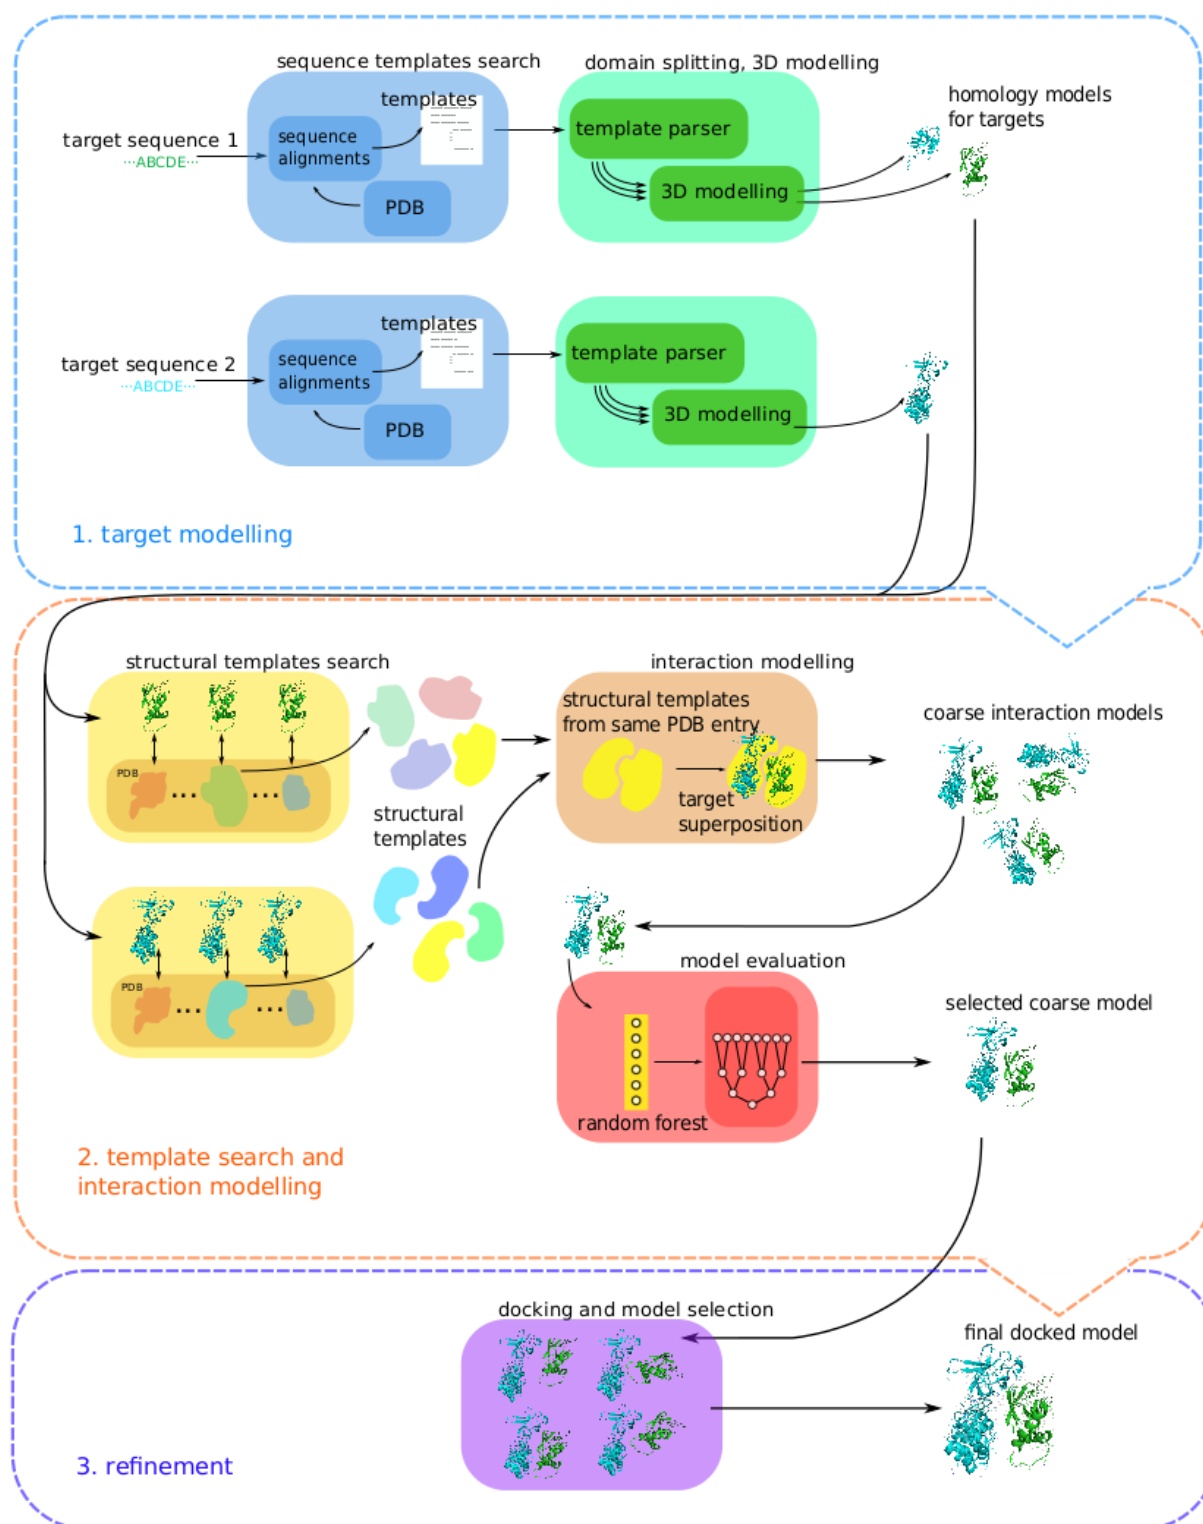 sequence templates search
domain splitting, 3D modelling
templates
homology models
for targets
target sequence 1
···ABCDE···
sequence
alignments
template parser
PDB
3D modelling
templates
target sequence 2
···ABCDE···
sequence
alignments
template parser
PDB
3D modelling
1. target modelling
structural templates search
interaction modelling
structural templates
from same PDB entry
coarse interaction models
PDB
...
...
target
superposition
structural
templates
model evaluation
PDB
...
...
selected coarse model
random forest
2. template search and
interaction modelling
docking and model selection
final docked model
3. refinement